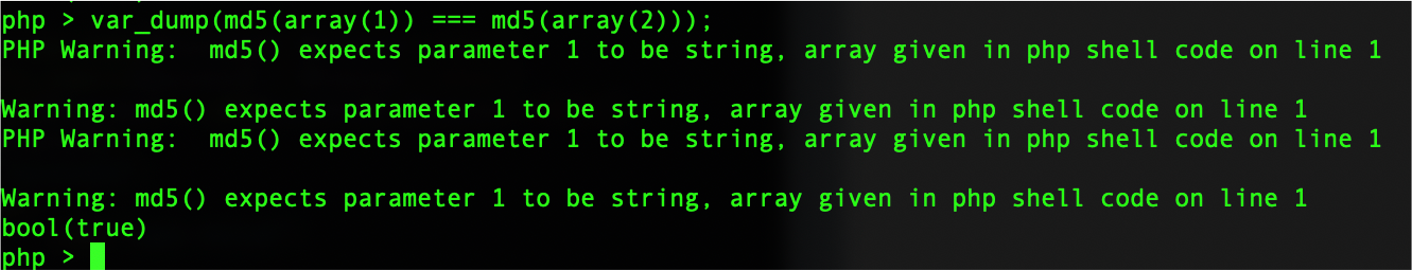 php > var_dump(md5(array(1)) === md5(array(2)));
PHP Warning:  md5() expects parameter 1 to be string, array given in php shell code on line 1
Warning: md5() expects parameter 1 to be string, array given in php shell code on line 1
PHP Warning:  md5() expects parameter 1 to be string, array given in php shell code on line 1
Warning: md5() expects parameter 1 to be string, array given in php shell code on line 1
bool(true)
php >